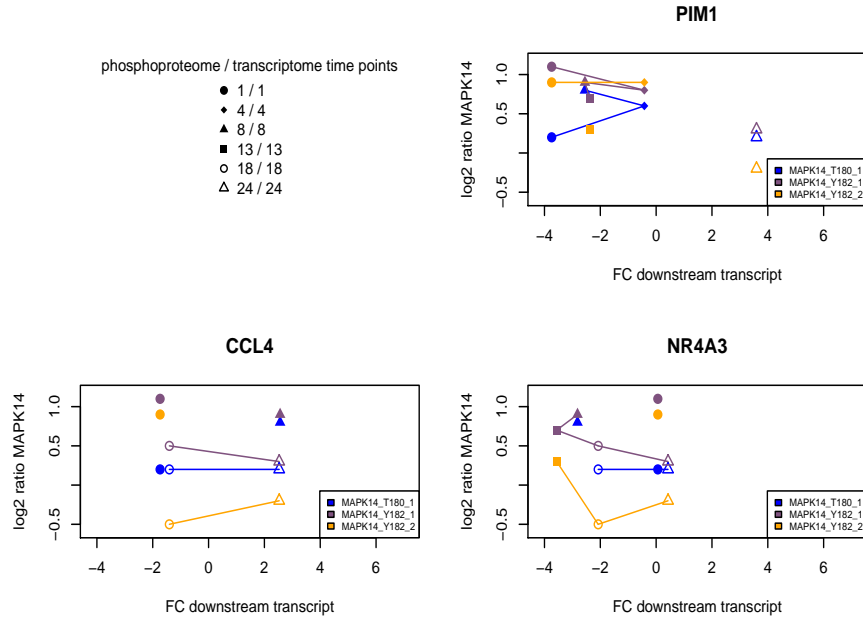 PIM1
phosphoproteome / transcriptome time points
1 / 1
4 / 4
8 / 8
13 / 13
18 / 18
24 / 24
log2 ratio MAPK14
1.0
0.5
−0.5
MAPK14_T180_1
MAPK14_Y182_1
MAPK14_Y182_2
−4 −2 0 2 4 6
FC downstream transcript
CCL4
log2 ratio MAPK14
1.0
0.5
−0.5
MAPK14_T180_1
MAPK14_Y182_1
MAPK14_Y182_2
−4 −2 0 2 4 6
FC downstream transcript
NR4A3
log2 ratio MAPK14
1.0
0.5
−0.5
MAPK14_T180_1
MAPK14_Y182_1
MAPK14_Y182_2
−4 −2 0 2 4 6
FC downstream transcript